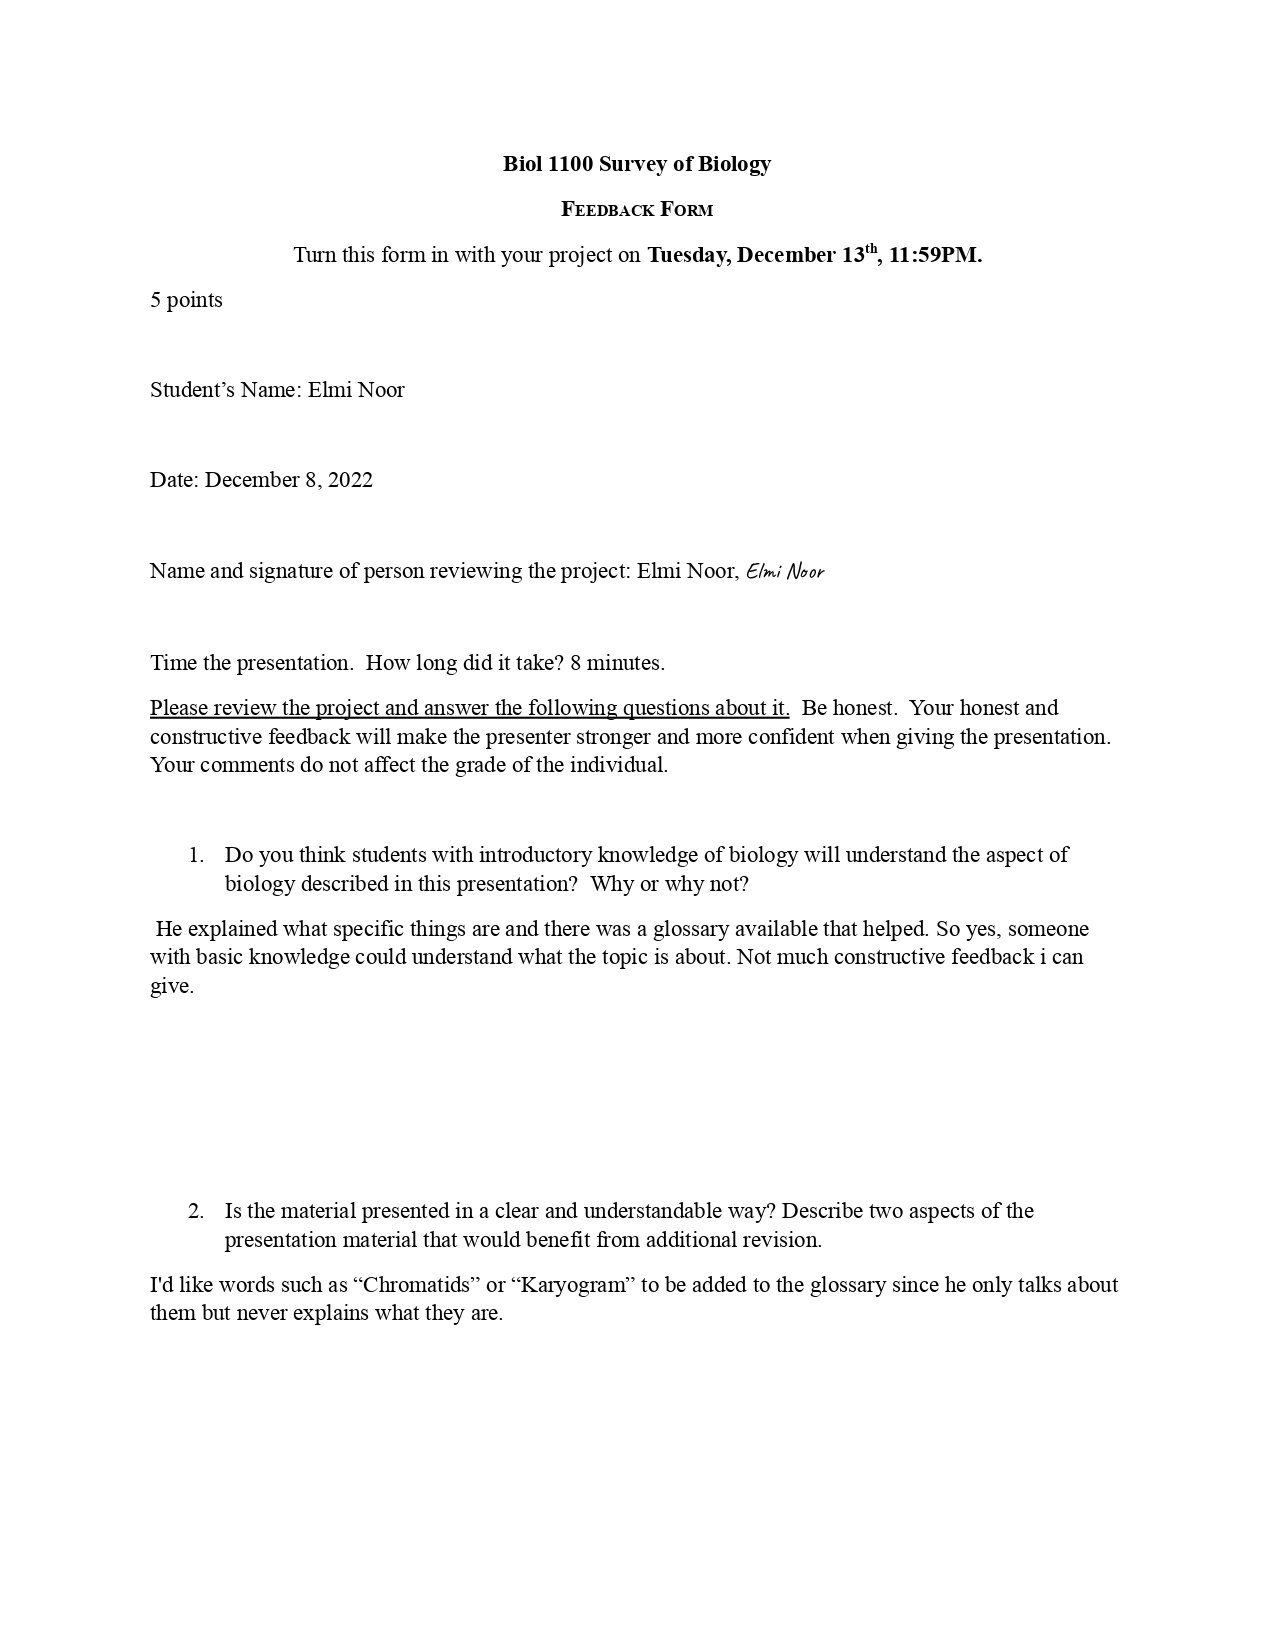 Biol 1100 Survey of Biology
FEEDBACK FORM
Turn this form in with your project on Tuesday, December 13th, 11:59PM.
5 points
Student’s Name: Elmi Noor
Date: December 8, 2022
Name and signature of person reviewing the project: Elmi Noor, Elmi Noor
Time the presentation.  How long did it take? 8 minutes.
Please review the project and answer the following questions about it.  Be honest.  Your honest and
constructive feedback will make the presenter stronger and more confident when giving the presentation.
Your comments do not affect the grade of the individual.
1. Do you think students with introductory knowledge of biology will understand the aspect of
biology described in this presentation?  Why or why not?
He explained what specific things are and there was a glossary available that helped. So yes, someone
with basic knowledge could understand what the topic is about. Not much constructive feedback i can
give.
2. Is the material presented in a clear and understandable way? Describe two aspects of the
presentation material that would benefit from additional revision.
I'd like words such as “Chromatids” or “Karyogram” to be added to the glossary since he only talks about
them but never explains what they are.